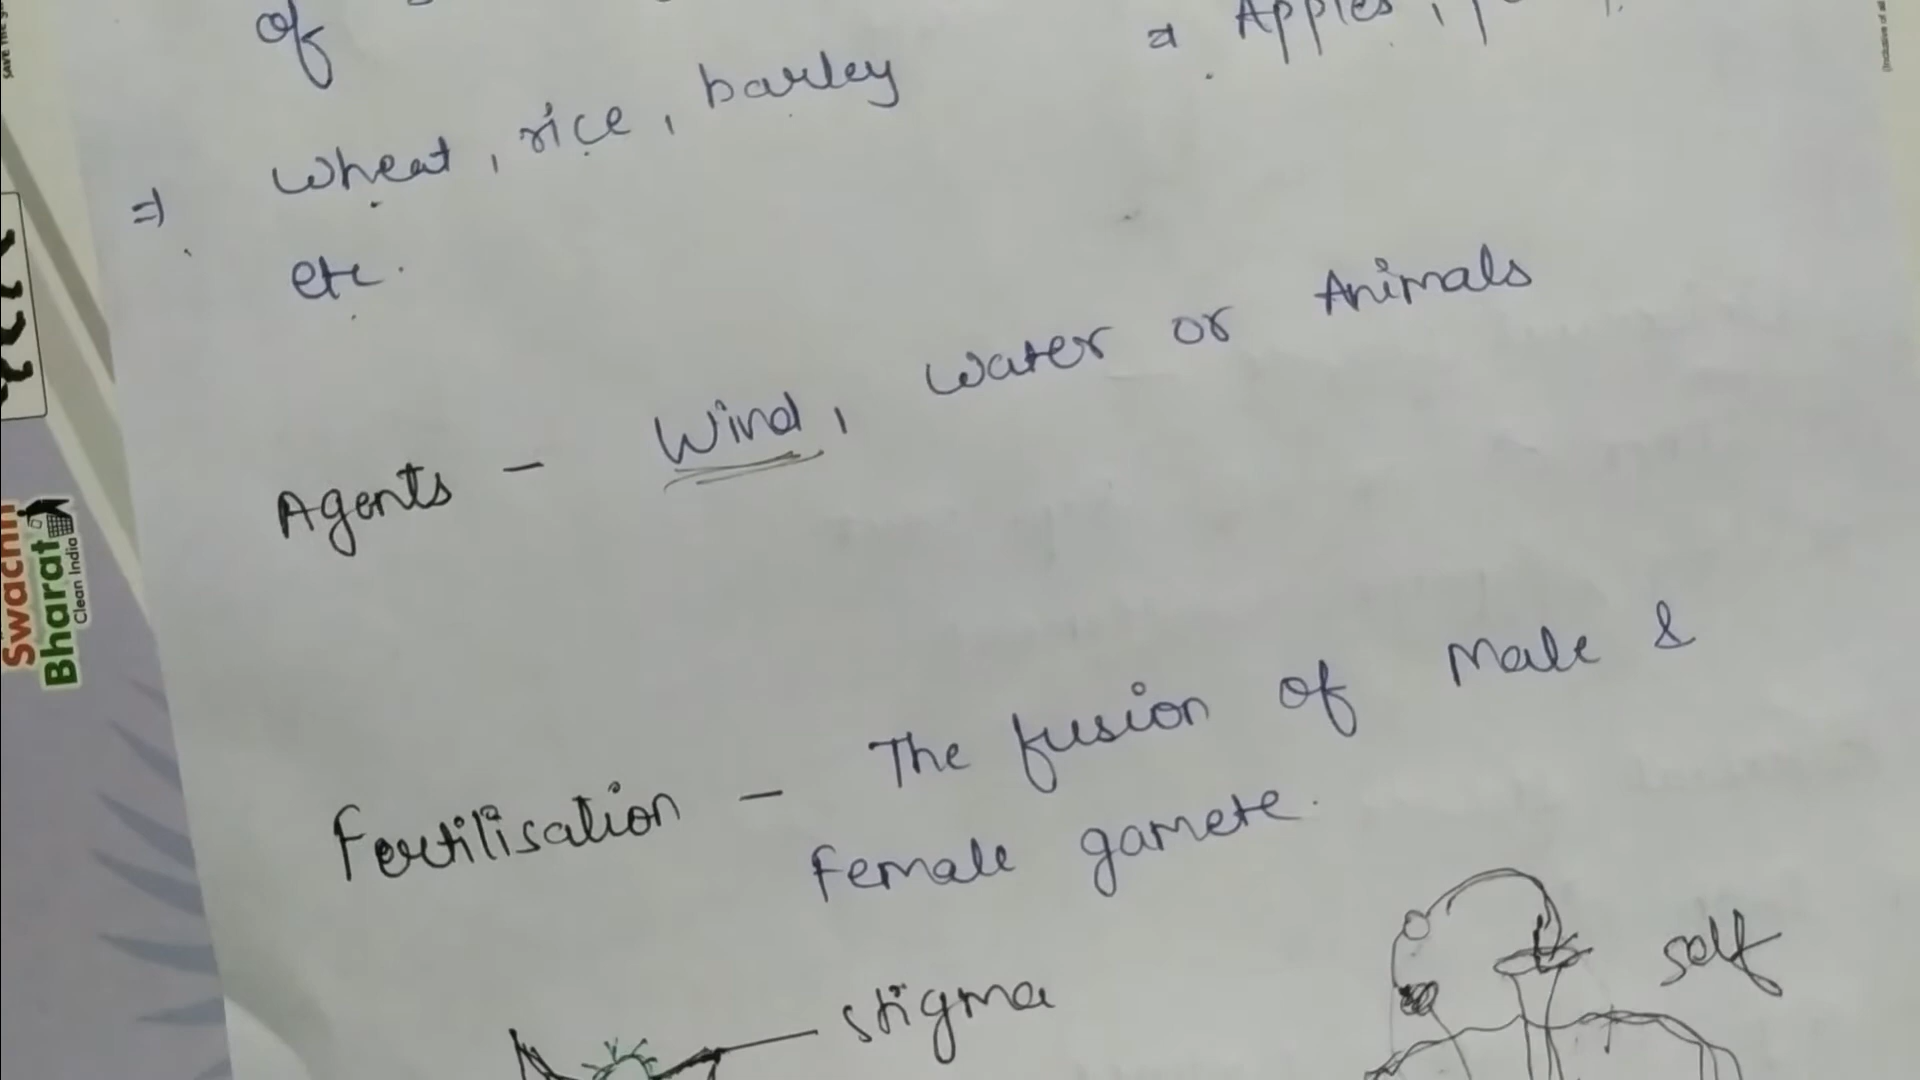 of
⇒ Apples,
⇒ wheat, rice, barley
etc.
Agents - Wind, water or Animals
Fertilisation - The fusion of Male &
Female gamete.
self
stigma
Swachh
Bharat
Clean India